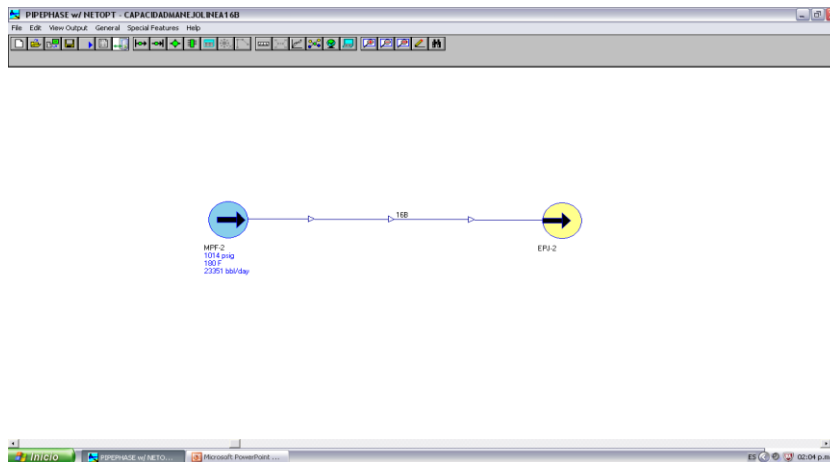 PIPEPHASE w/ NETOPT - CAPACIDADMANEJOLINEA16B
File Edit View Output General Special Features Help
16B
MPF-2
1014 psig
180 F
23351 bbl/day
EPJ-2
Inicio
PIPEPHASE w/ NETO...
Microsoft PowerPoint ...
ES
02:04 p.m.